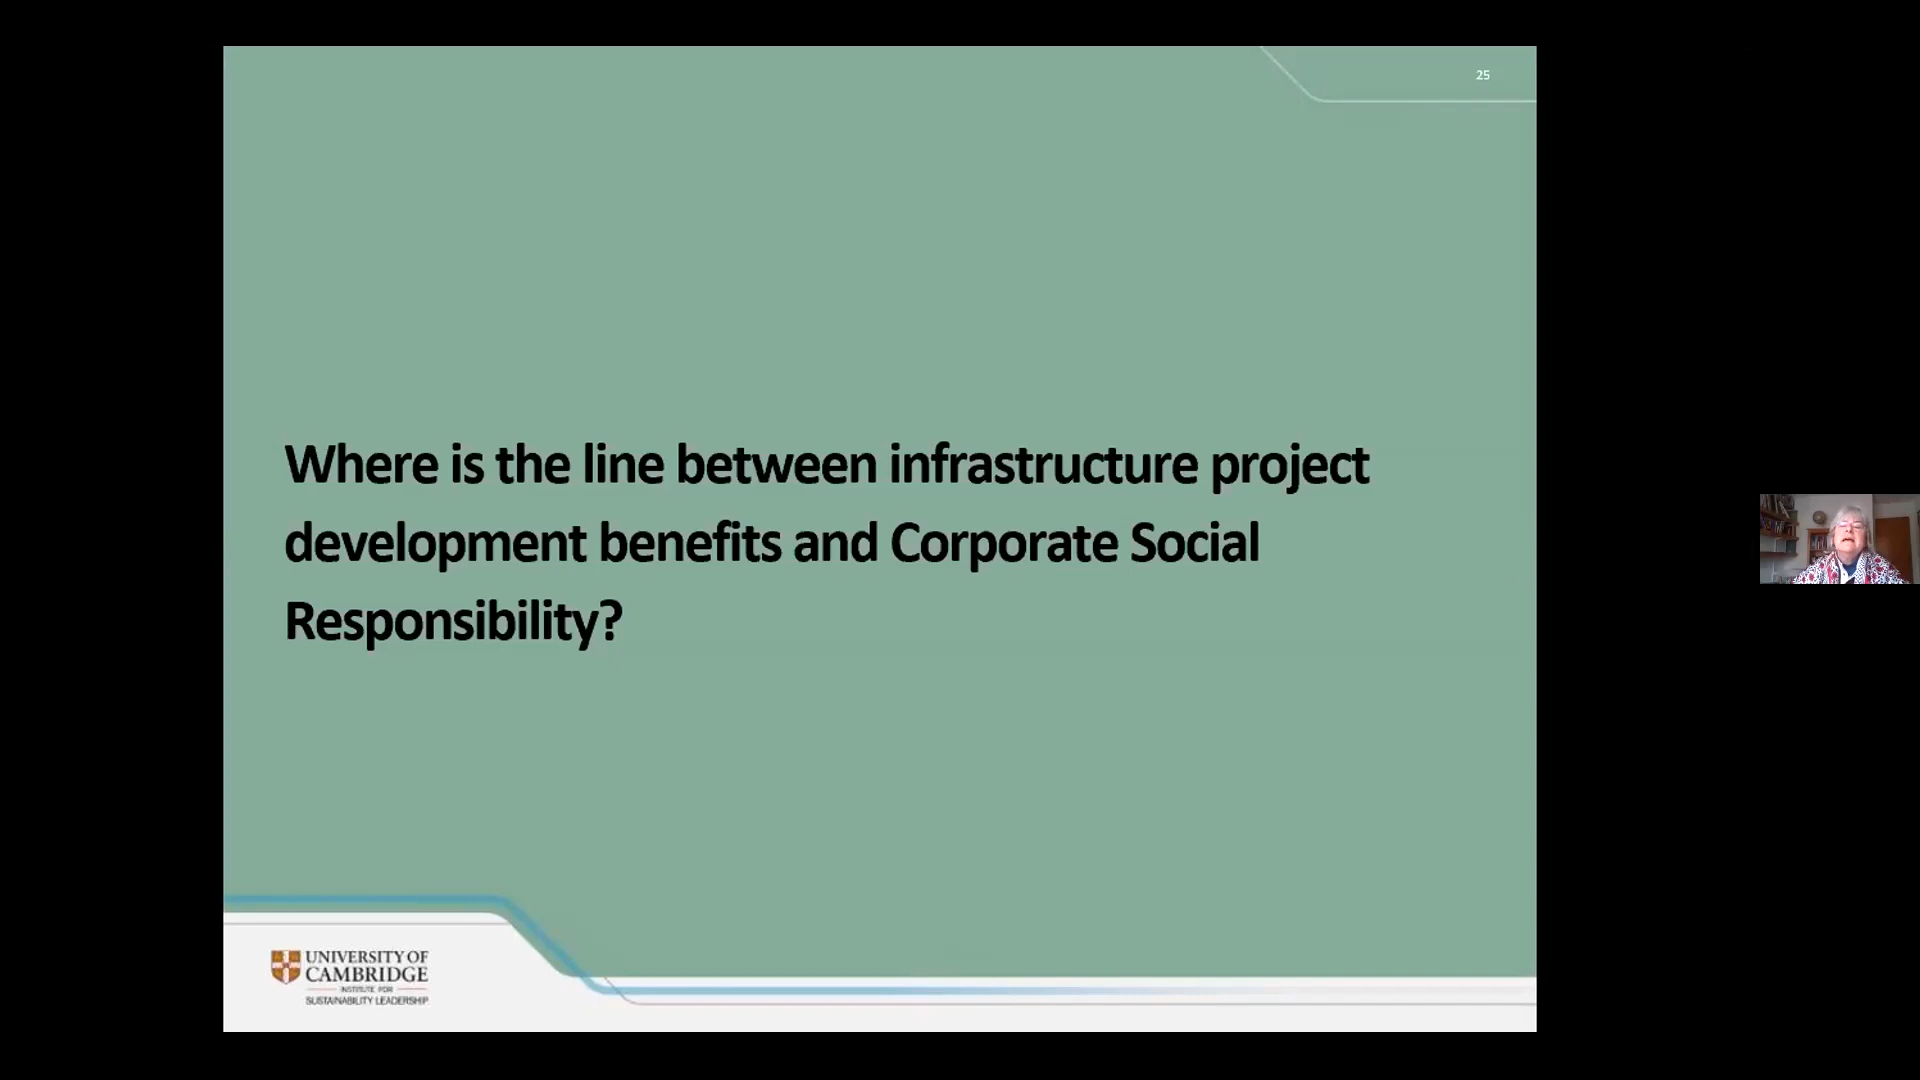 25
Where is the line between infrastructure project
development benefits and Corporate Social
Responsibility?
UNIVERSITY OF
CAMBRIDGE
INSTITUTE FOR
SUSTAINABILITY LEADERSHIP